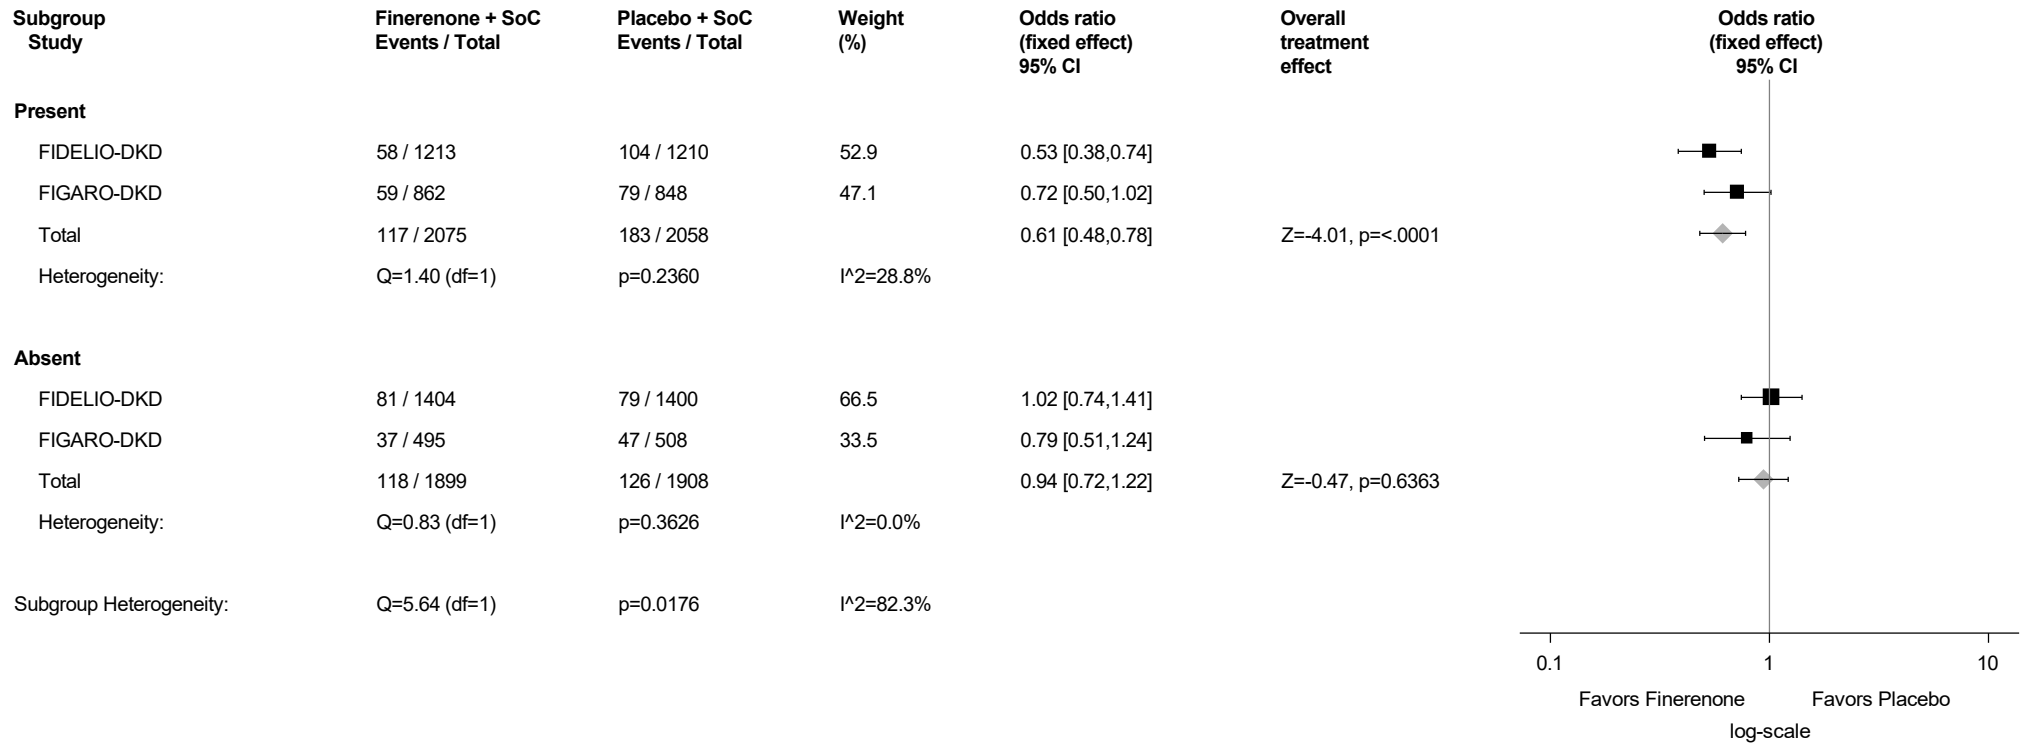 Subgroup Finerenone + SoC Placebo + SoC Weight Odds ratio Overall Odds ratio
Study Events / Total Events / Total (%) (fixed effect) treatment (fixed effect)
95% CI effect 95% CI
Present
FIDELIO-DKD 58 / 1213 104 / 1210 52.9 0.53 [0.38,0.74]
FIGARO-DKD 59 / 862 79 / 848 47.1 0.72 [0.50,1.02]
Total 117 / 2075 183 / 2058 0.61 [0.48,0.78] Z=-4.01, p=<.0001
Heterogeneity: Q=1.40 (df=1) p=0.2360 I^2=28.8%
Absent
FIDELIO-DKD 81 / 1404 79 / 1400 66.5 1.02 [0.74,1.41]
FIGARO-DKD 37 / 495 47 / 508 33.5 0.79 [0.51,1.24]
Total 118 / 1899 126 / 1908 0.94 [0.72,1.22] Z=-0.47, p=0.6363
Heterogeneity: Q=0.83 (df=1) p=0.3626 I^2=0.0%
Subgroup Heterogeneity: Q=5.64 (df=1) p=0.0176 I^2=82.3%
0.1 1 10
Favors Finerenone Favors Placebo
log-scale